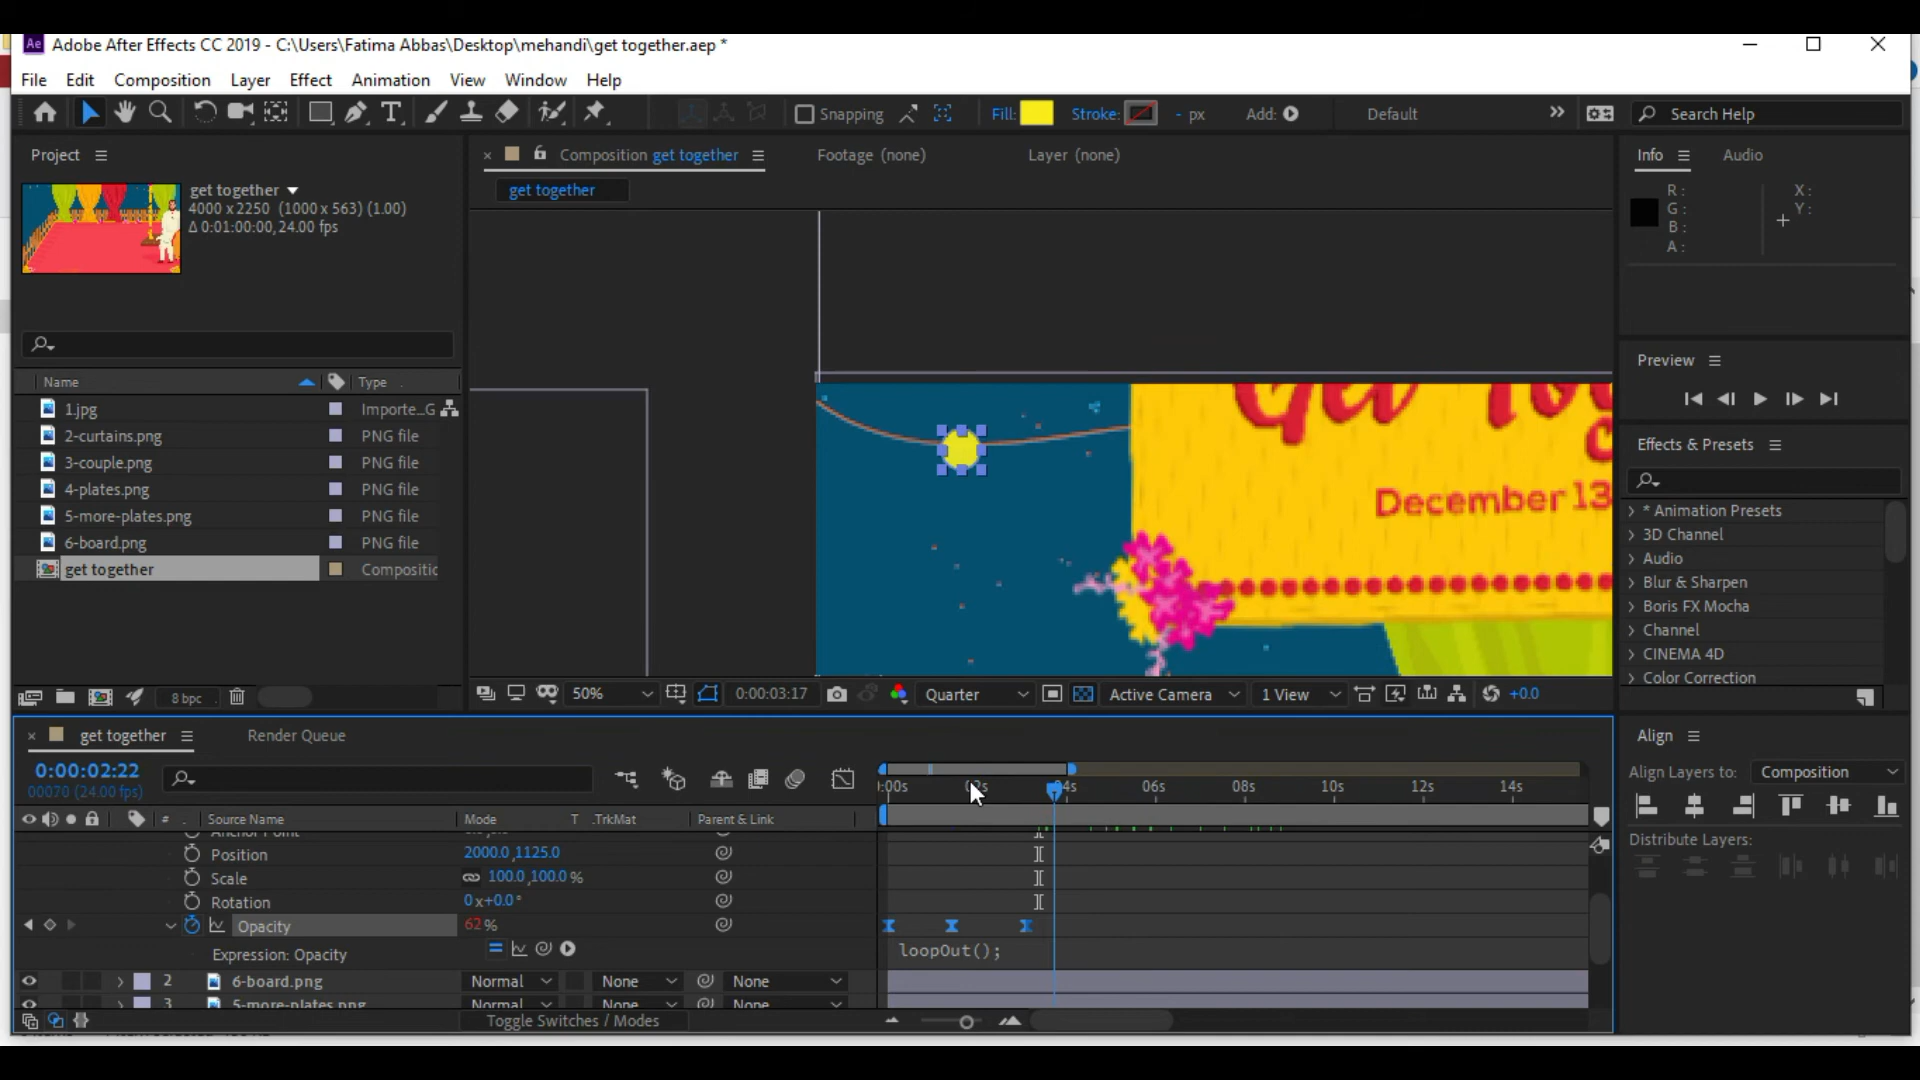 Ae Adobe After Effects CC 2019 - C:\Users\Fatima Abbas\Desktop\mehandi\get together.aep *
File Edit Composition Layer Effect Animation View Window Help
Snapping Fill: Stroke: - px Add: Default Search Help
Project
get together
4000 x 2250 (1000 x 563) (1.00)
Δ 0:01:00:00, 24.00 fps
Composition get together Footage (none) Layer (none)
get together
Info Audio
R :
G :
B :
A :
X :
Y :
Name Type
1.jpg Importe_G
2-curtains.png PNG file
3-couple.png PNG file
4-plates.png PNG file
5-more-plates.png PNG file
6-board.png PNG file
get together Compositic
8 bpc
December 13
Preview
Effects & Presets
* Animation Presets
3D Channel
Audio
Blur & Sharpen
Boris FX Mocha
Channel
CINEMA 4D
Color Correction
50% 0:00:03:17 Quarter Active Camera 1 View +0.0
get together Render Queue
0:00:02:22
00070 (24.00 fps)
:00s 04s 06s 08s 10s 12s 14s
# Source Name Mode T .TrkMat Parent & Link
Anchor Point
Position 2000.0,1125.0
Scale 100.0,100.0 %
Rotation 0x+0.0°
Opacity 62 %
Expression: Opacity loopOut();
2 6-board.png Normal None None
3 5-more-plates.png Normal None None
Toggle Switches / Modes
Align
Align Layers to: Composition
Distribute Layers: